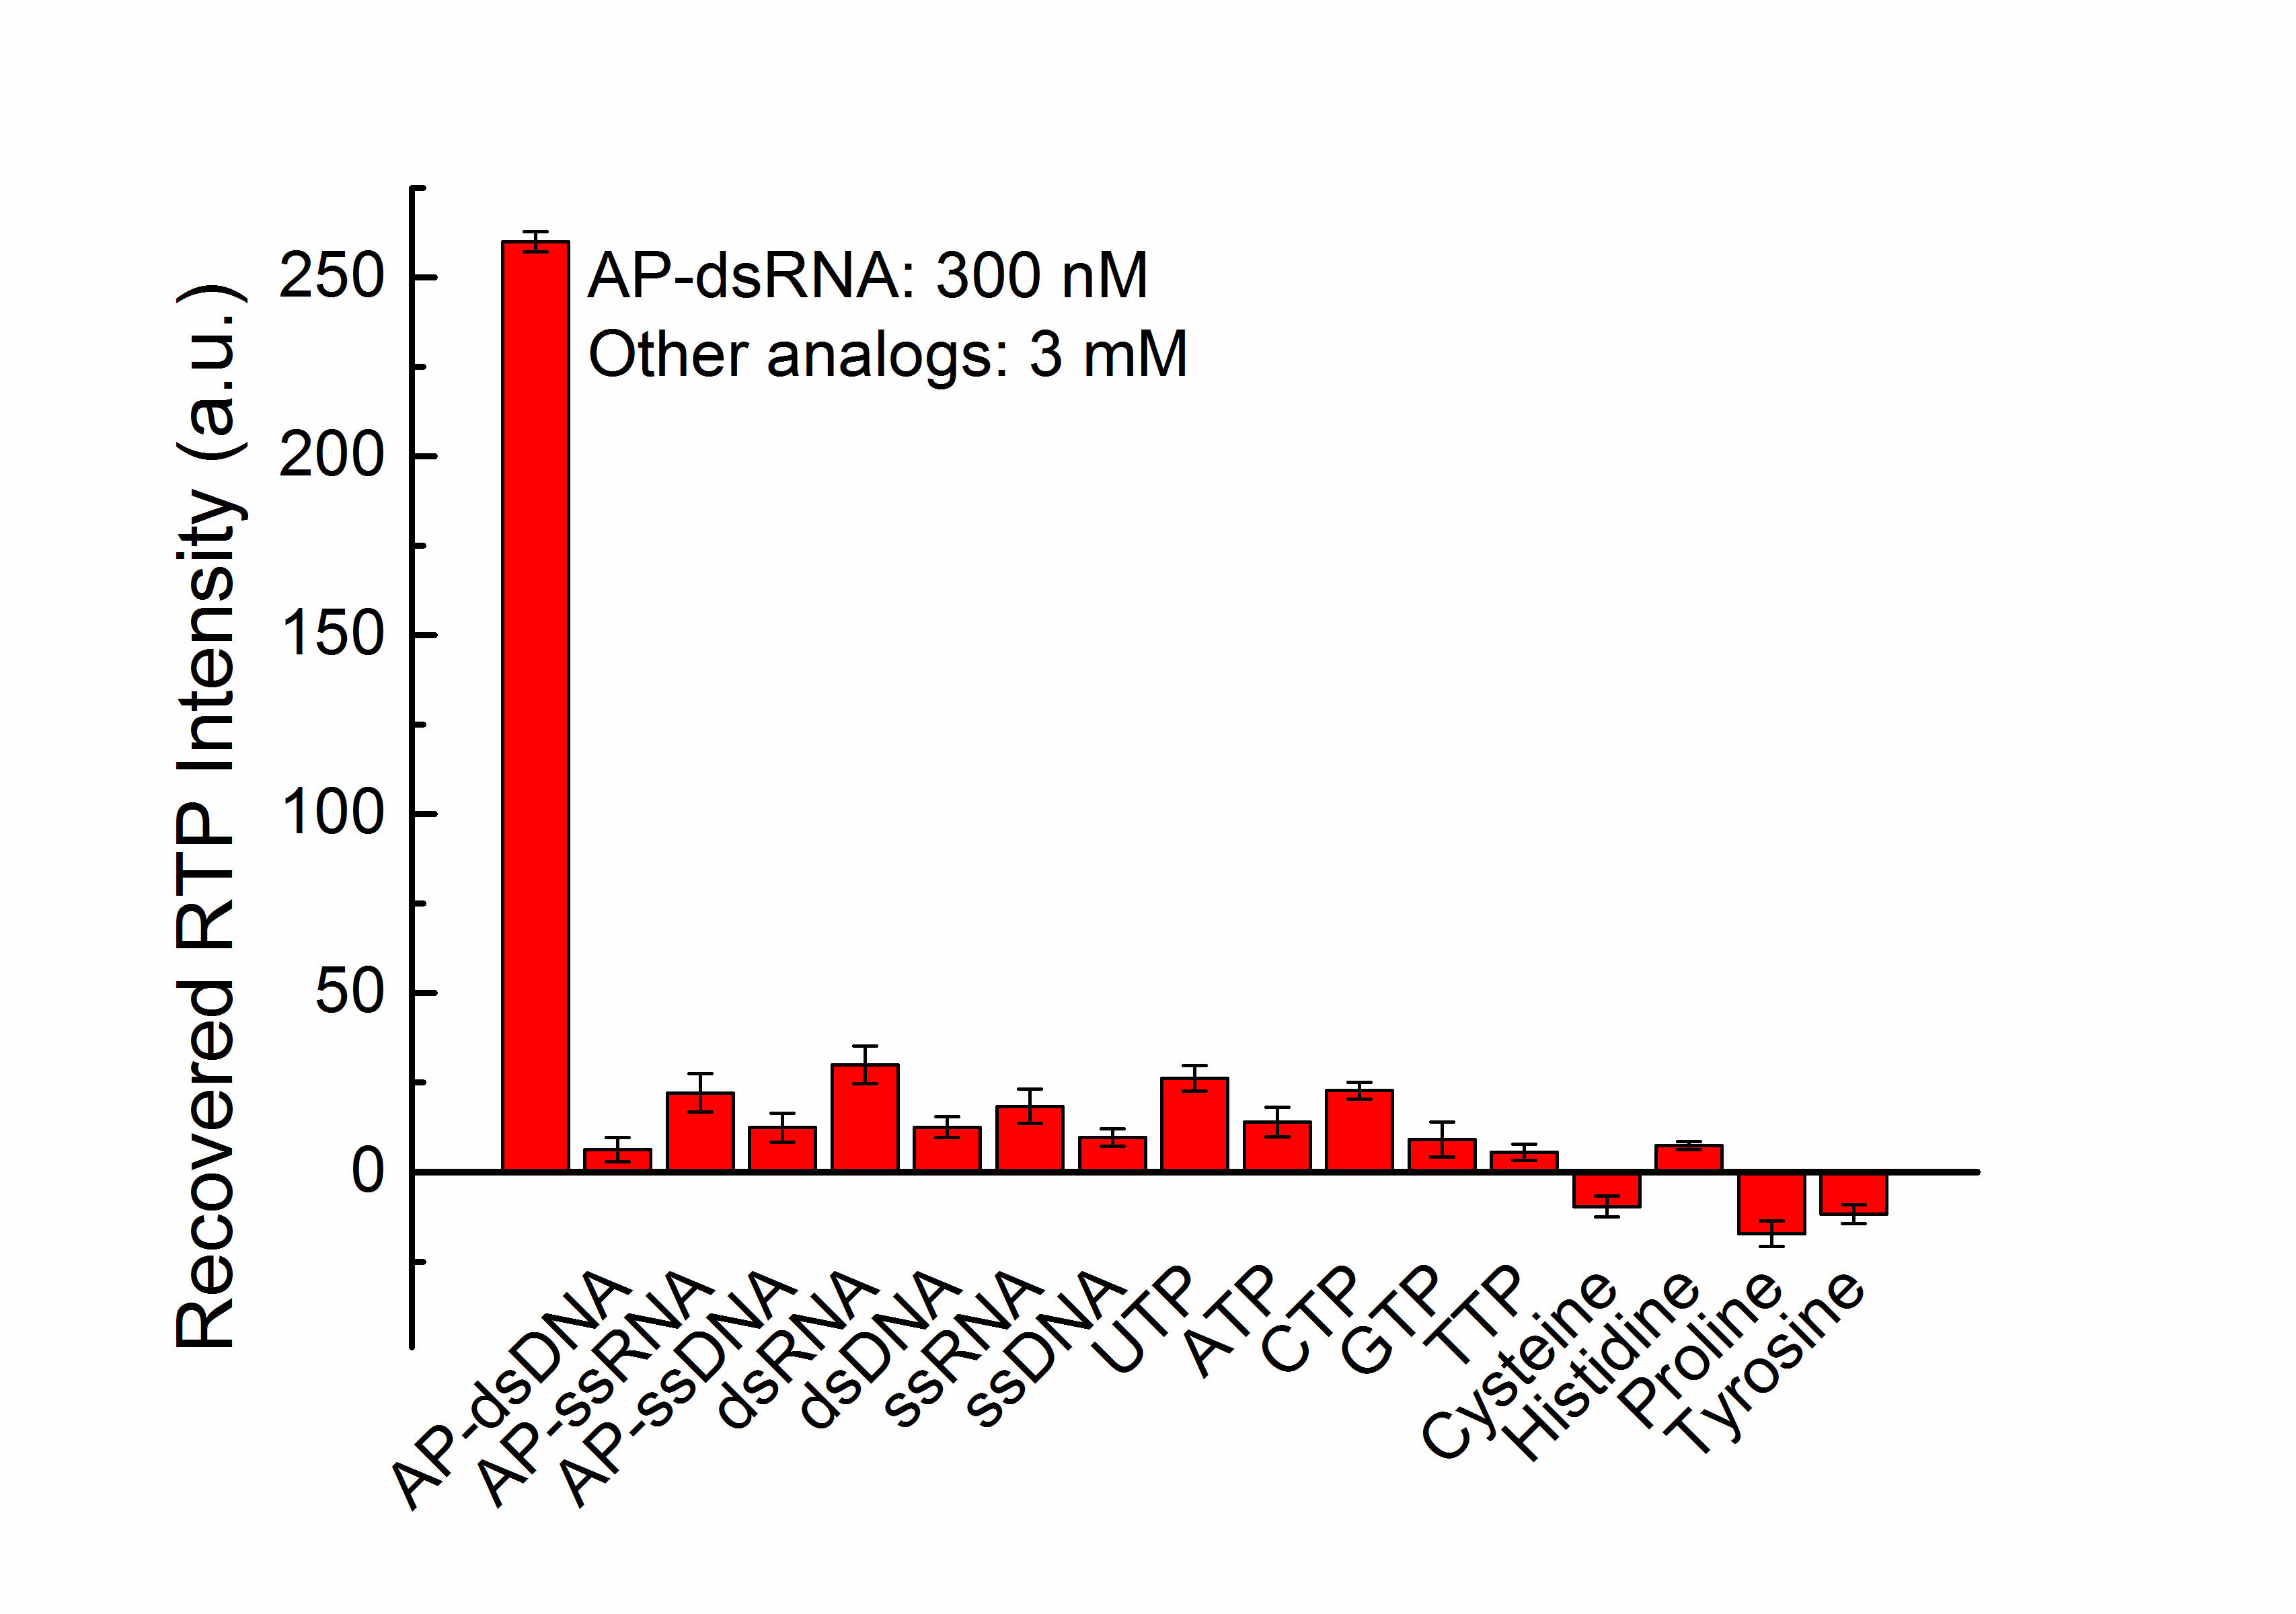 Recovered RTP Intensity (a.u.)
250
200
150
100
50
0
AP-dsRNA: 300 nM
Other analogs: 3 mM
AP-dsDNA
AP-ssRNA
AP-ssDNA
dsRNA
dsDNA
ssRNA
ssDNA
UTP
ATP
CTP
GTP
TTP
Cysteine
Histidine
Proline
Tyrosine